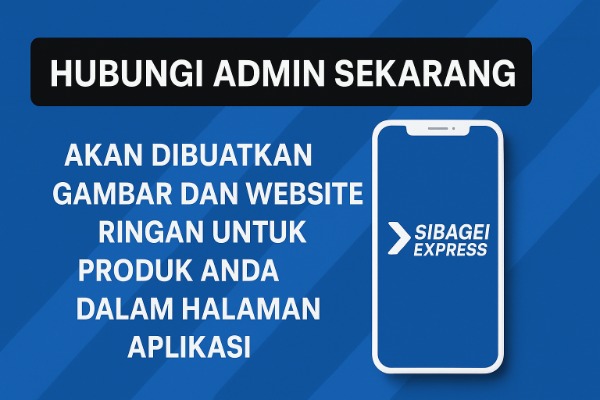 HUBUNGI ADMIN SEKARANG
AKAN DIBUATKAN
GAMBAR DAN WEBSITE
RINGAN UNTUK
PRODUK ANDA
DALAM HALAMAN
APLIKASI
SIBAGEI
EXPRESS